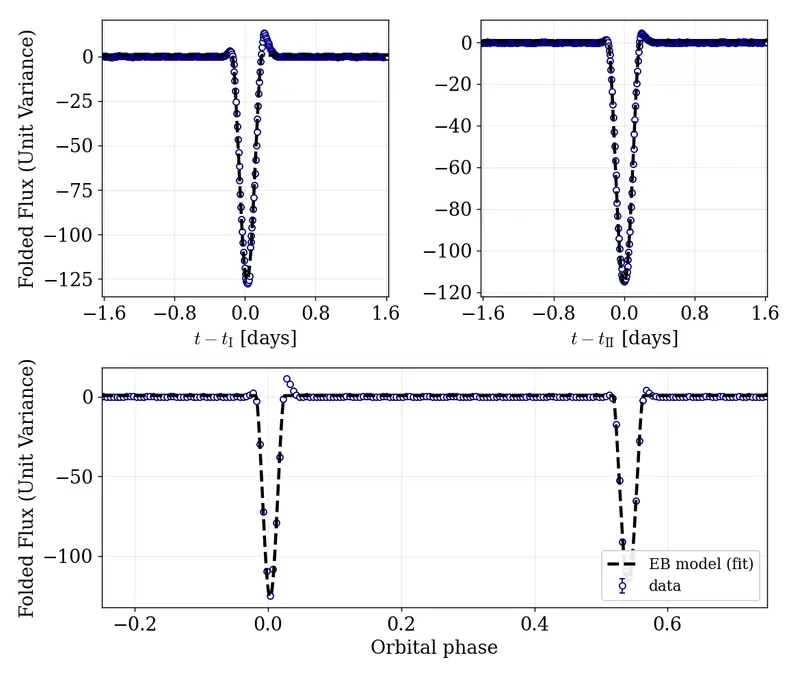 Folded Flux (Unit Variance)
0
−25
−50
−75
−100
−125
−1.6 −0.8 0.0 0.8 1.6
t − tI [days]
0
−20
−40
−60
−80
−100
−120
−1.6 −0.8 0.0 0.8 1.6
t − tII [days]
Folded Flux (Unit Variance)
0
−50
−100
EB model (fit)
data
−0.2 0.0 0.2 0.4 0.6
Orbital phase